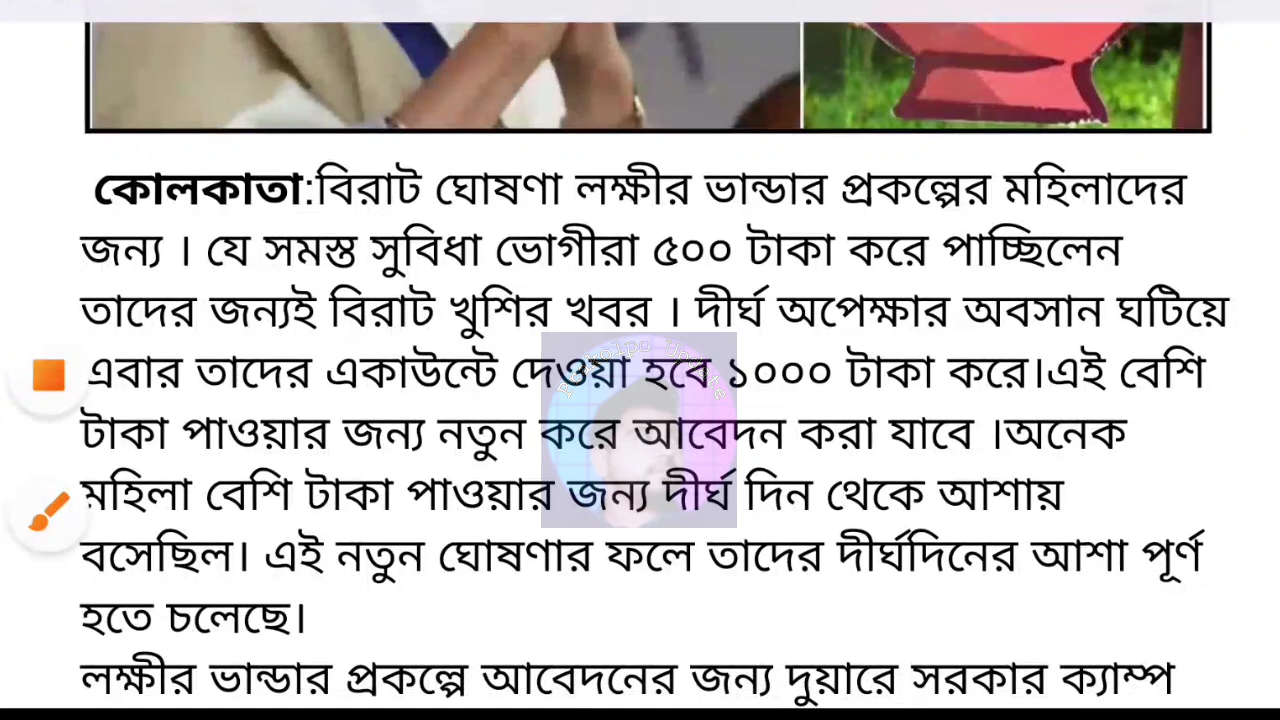 কোলকাতা:বিরাট ঘোষণা লক্ষীর ভান্ডার প্রকল্পের মহিলাদের
জন্য । যে সমস্ত সুবিধা ভোগীরা ৫০০ টাকা করে পাচ্ছিলেন
তাদের জন্যই বিরাট খুশির খবর । দীর্ঘ অপেক্ষার অবসান ঘটিয়ে
এবার তাদের একাউন্টে দেওয়া হবে ১০০০ টাকা করে।এই বেশি
টাকা পাওয়ার জন্য নতুন করে আবেদন করা যাবে ।অনেক
মহিলা বেশি টাকা পাওয়ার জন্য দীর্ঘ দিন থেকে আশায়
বসেছিল। এই নতুন ঘোষণার ফলে তাদের দীর্ঘদিনের আশা পূর্ণ
হতে চলেছে।
লক্ষীর ভান্ডার প্রকল্পে আবেদনের জন্য দুয়ারে সরকার ক্যাম্প